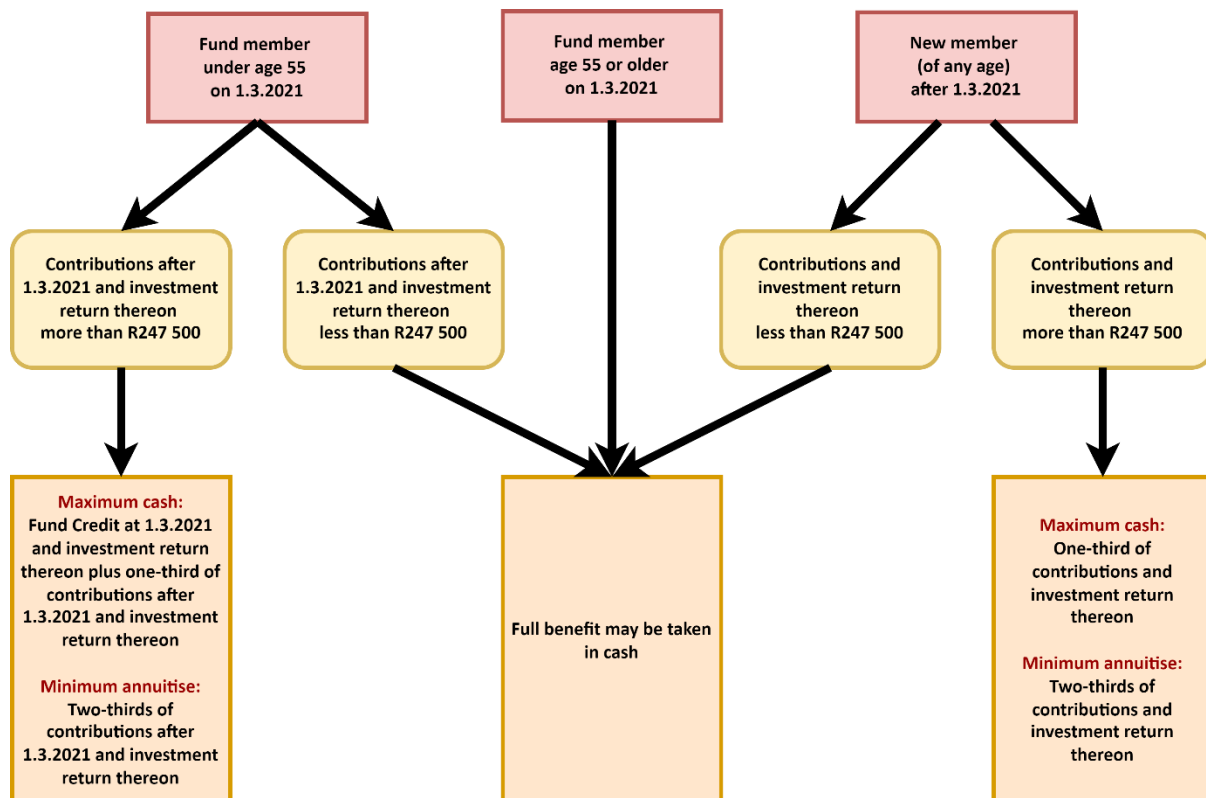 Fund member
under age 55
on 1.3.2021
Fund member
age 55 or older
on 1.3.2021
New member
(of any age)
after 1.3.2021
Contributions after
1.3.2021 and investment
return thereon
more than R247 500
Contributions after
1.3.2021 and investment
return thereon
less than R247 500
Contributions and
investment return
thereon
less than R247 500
Contributions and
investment return
thereon
more than R247 500
Maximum cash:
Fund Credit at 1.3.2021
and investment return
thereon plus one-third of
contributions after
1.3.2021 and investment
return thereon
Minimum annuitise:
Two-thirds of
contributions after
1.3.2021 and investment
return thereon
Full benefit may be taken
in cash
Maximum cash:
One-third of
contributions and
investment return
thereon
Minimum annuitise:
Two-thirds of
contributions and
investment return
thereon